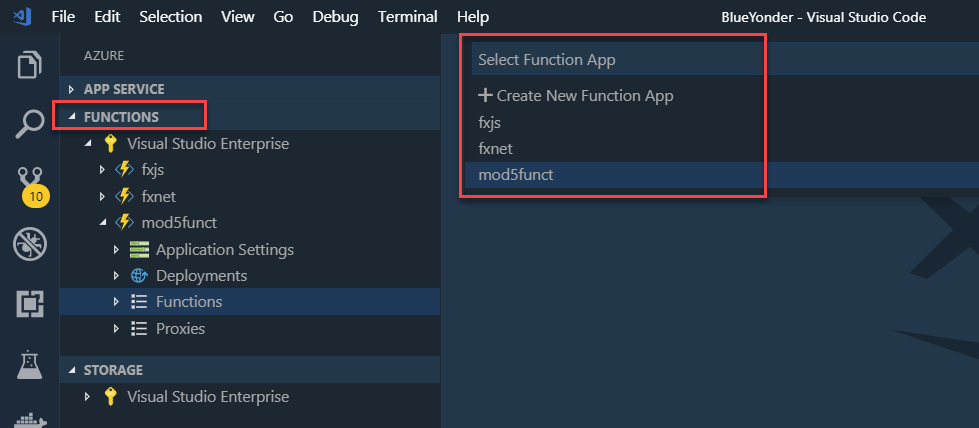 File Edit Selection View Go Debug Terminal Help BlueYonder - Visual Studio Code
AZURE
APP SERVICE
FUNCTIONS
Visual Studio Enterprise
fxjs
fxnet
mod5funct
Application Settings
Deployments
Functions
Proxies
STORAGE
Visual Studio Enterprise
10
Select Function App
Create New Function App
fxjs
fxnet
mod5funct